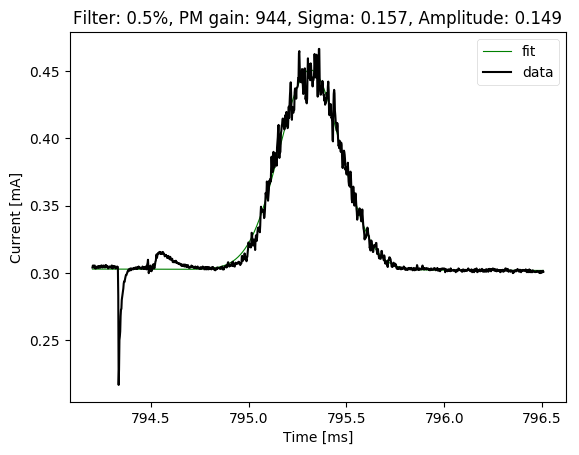 Filter: 0.5%, PM gain: 944, Sigma: 0.157, Amplitude: 0.149
fit
data
0.45
0.40
0.35
0.30
0.25
Current [mA]
794.5
795.0
795.5
796.0
796.5
Time [ms]